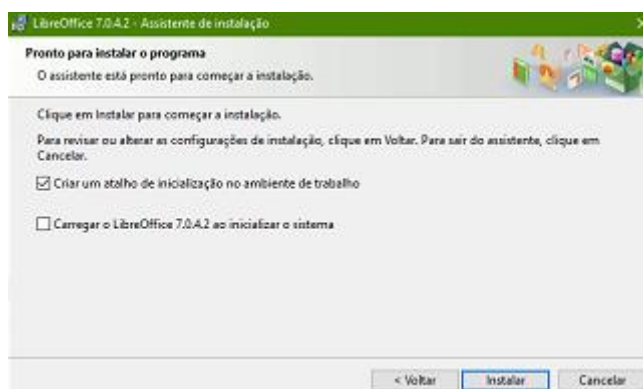 LibreOffice 7.0.4.2 - Assistente de instalação
Pronto para instalar o programa
O assistente está pronto para começar a instalação.
Clique em Instalar para começar a instalação.
Para revisar ou alterar as configurações de instalação, clique em Voltar. Para sair do assistente, clique em
Cancelar.
Criar um atalho de inicialização no ambiente de trabalho
Carregar o LibreOffice 7.0.4.2 ao inicializar o sistema
< Voltar Instalar Cancelar